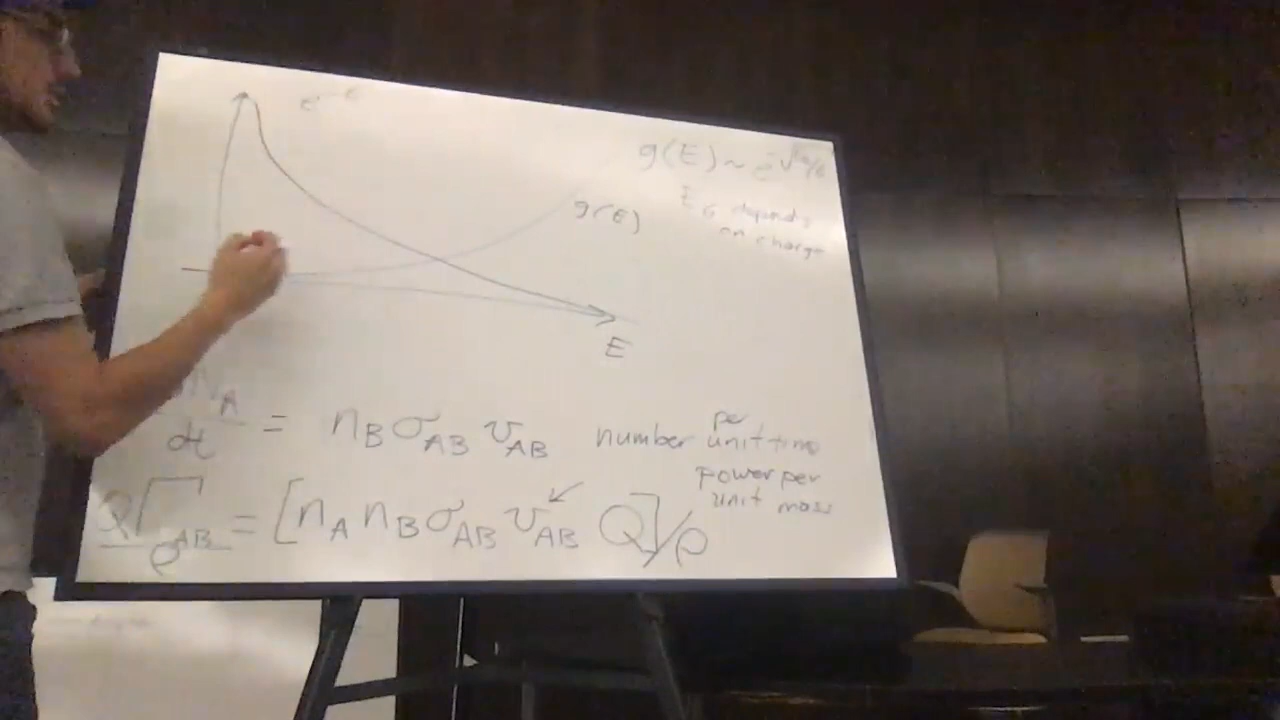 g(E) ~ e^-√E_G/E
E_G depends
on charge
g(E)
E
A
dt = n_B σ_AB v_AB number per unit time
QΓ_AB/ρ = [n_A n_B σ_AB v_AB Q]/ρ power per unit mass